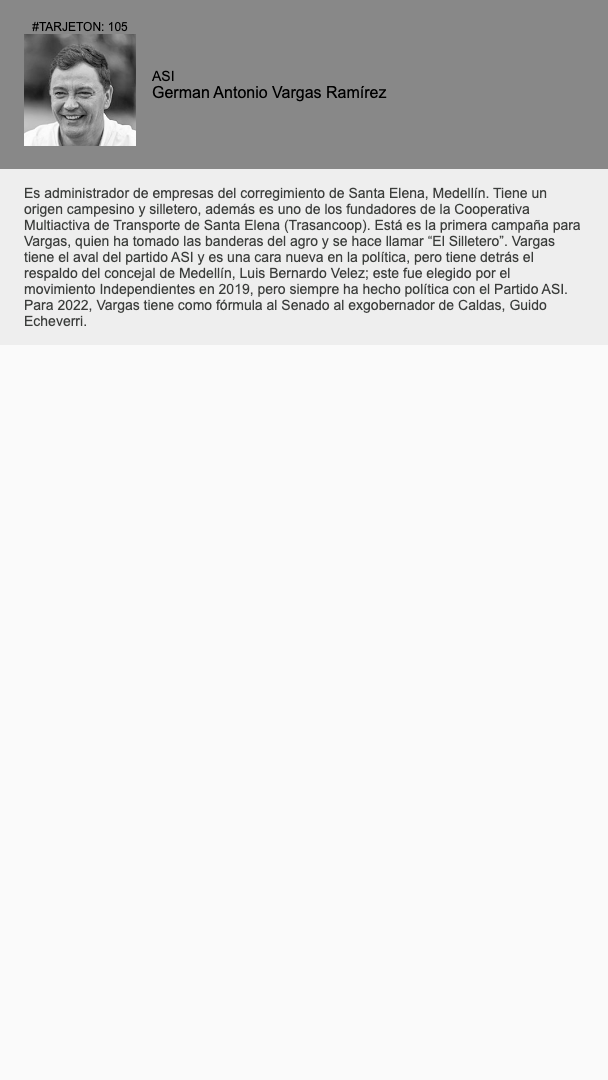 #TARJETON: 105
ASI
German Antonio Vargas Ramírez
Es administrador de empresas del corregimiento de Santa Elena, Medellín. Tiene un
origen campesino y silletero, además es uno de los fundadores de la Cooperativa
Multiactiva de Transporte de Santa Elena (Trasancoop). Está es la primera campaña para
Vargas, quien ha tomado las banderas del agro y se hace llamar “El Silletero”. Vargas
tiene el aval del partido ASI y es una cara nueva en la política, pero tiene detrás el
respaldo del concejal de Medellín, Luis Bernardo Velez; este fue elegido por el
movimiento Independientes en 2019, pero siempre ha hecho política con el Partido ASI.
Para 2022, Vargas tiene como fórmula al Senado al exgobernador de Caldas, Guido
Echeverri.